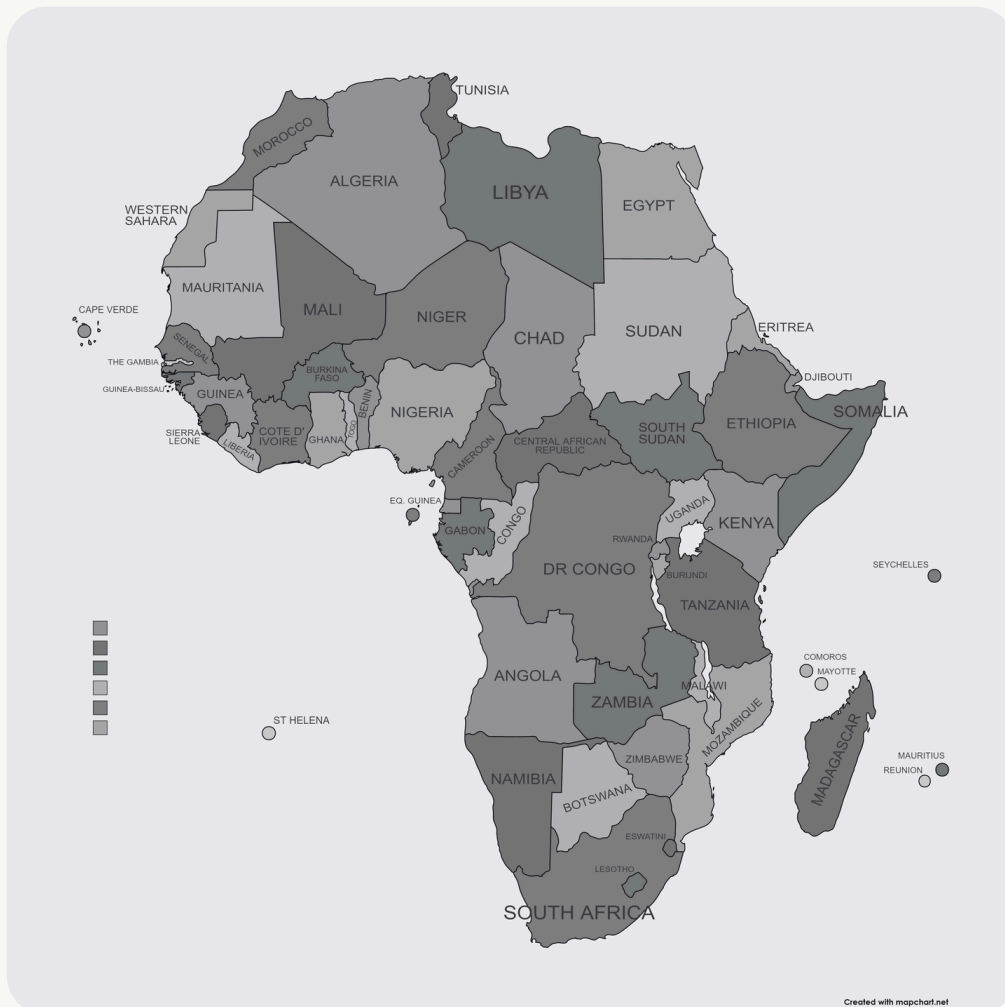 TUNISIA
MOROCCO
ALGERIA
LIBYA
EGYPT
WESTERN
SAHARA
MAURITANIA
MALI
NIGER
CHAD
SUDAN
ERITREA
CAPE VERDE
SENEGAL
THE GAMBIA
GUINEA-BISSAU
GUINEA
BURKINA
FASO
BENIN
TOGO
GHANA
COTE D'
IVOIRE
SIERRA
LEONE
LIBERIA
NIGERIA
CAMEROON
CENTRAL AFRICAN
REPUBLIC
SOUTH
SUDAN
ETHIOPIA
DJIBOUTI
SOMALIA
EQ. GUINEA
GABON
CONGO
UGANDA
KENYA
RWANDA
BURUNDI
DR CONGO
TANZANIA
SEYCHELLES
ANGOLA
ZAMBIA
MALAWI
MOZAMBIQUE
COMOROS
MAYOTTE
ST HELENA
MADAGASCAR
MAURITIUS
REUNION
NAMIBIA
ZIMBABWE
BOTSWANA
ESWATINI
LESOTHO
SOUTH AFRICA
Created with mapchart.net